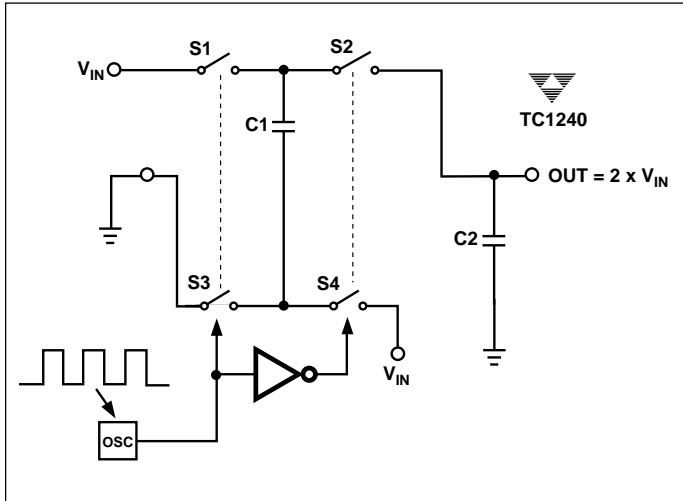 S1
S2
V_IN
C1
TC1240
OUT = 2 x V_IN
C2
S3
S4
V_IN
OSC